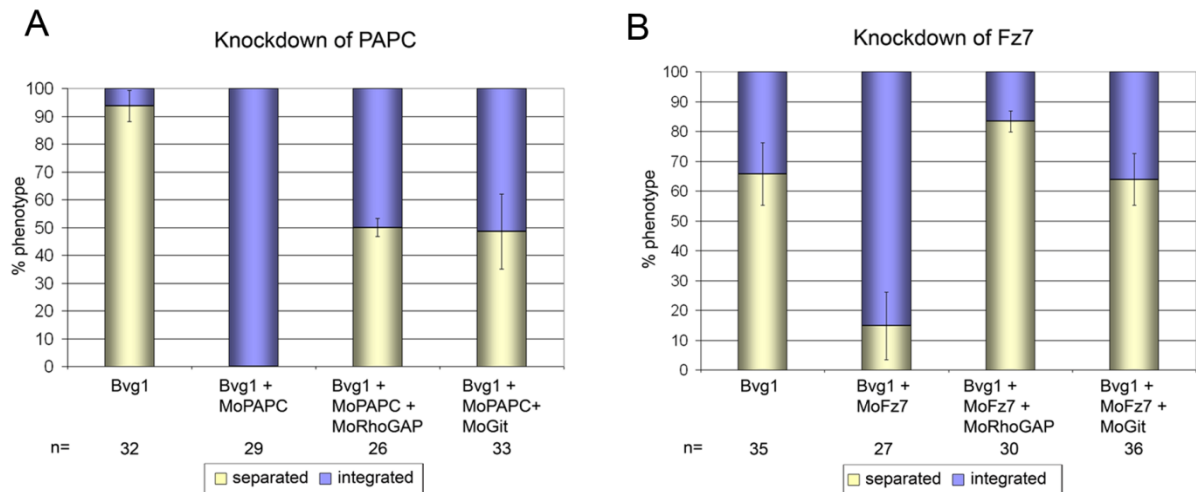 A
Knockdown of PAPC
% phenotype
100
90
80
70
60
50
40
30
20
10
0
Bvg1
Bvg1 +
MoPAPC
Bvg1 +
MoPAPC +
MoRhoGAP
Bvg1 +
MoPAPC+
MoGit
n= 32 29 26 33
separated integrated
B
Knockdown of Fz7
% phenotype
100
90
80
70
60
50
40
30
20
10
0
Bvg1
Bvg1 +
MoFz7
Bvg1 +
MoFz7 +
MoRhoGAP
Bvg1 +
MoFz7 +
MoGit
n= 35 27 30 36
separated integrated